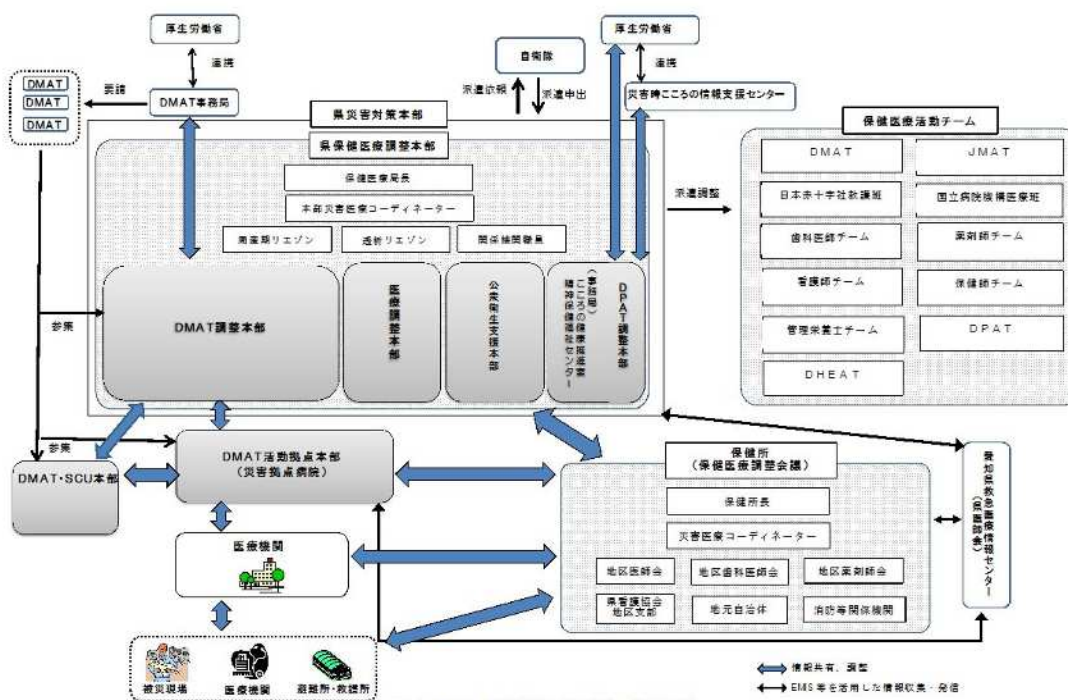 厚生労働省
連携
DMAT
DMAT
DMAT
要請
DMAT事務局
自衛隊
派遣依頼
派遣申出
厚生労働省
連携
災害時こころの情報支援センター
県災害対策本部
県保健医療調整本部
保健医療局長
本部災害医療コーディネーター
周産期リエゾン
透析リエゾン
関係機関職員
DMAT調整本部
医療調整本部
公衆衛生支援本部
DPAT調整本部
(事務局)
こころの健康推進室
精神保健福祉センター
参集
派遣調整
保健医療活動チーム
DMAT
JMAT
日本赤十字社救護班
国立病院機構医療班
歯科医師チーム
薬剤師チーム
看護師チーム
保健師チーム
管理栄養士チーム
DPAT
DHEAT
参集
DMAT・SCU本部
DMAT活動拠点本部
(災害拠点病院)
医療機関
被災現場
医療機関
避難所・救護所
保健所
(保健医療調整会議)
保健所長
災害医療コーディネーター
地区医師会
地区歯科医師会
地区薬剤師会
県看護協会
地区支部
地元自治体
消防等関係機関
愛知県救急医療情報センター
(県医師会)
情報共有、調整
EMIS等を活用した情報収集・発信